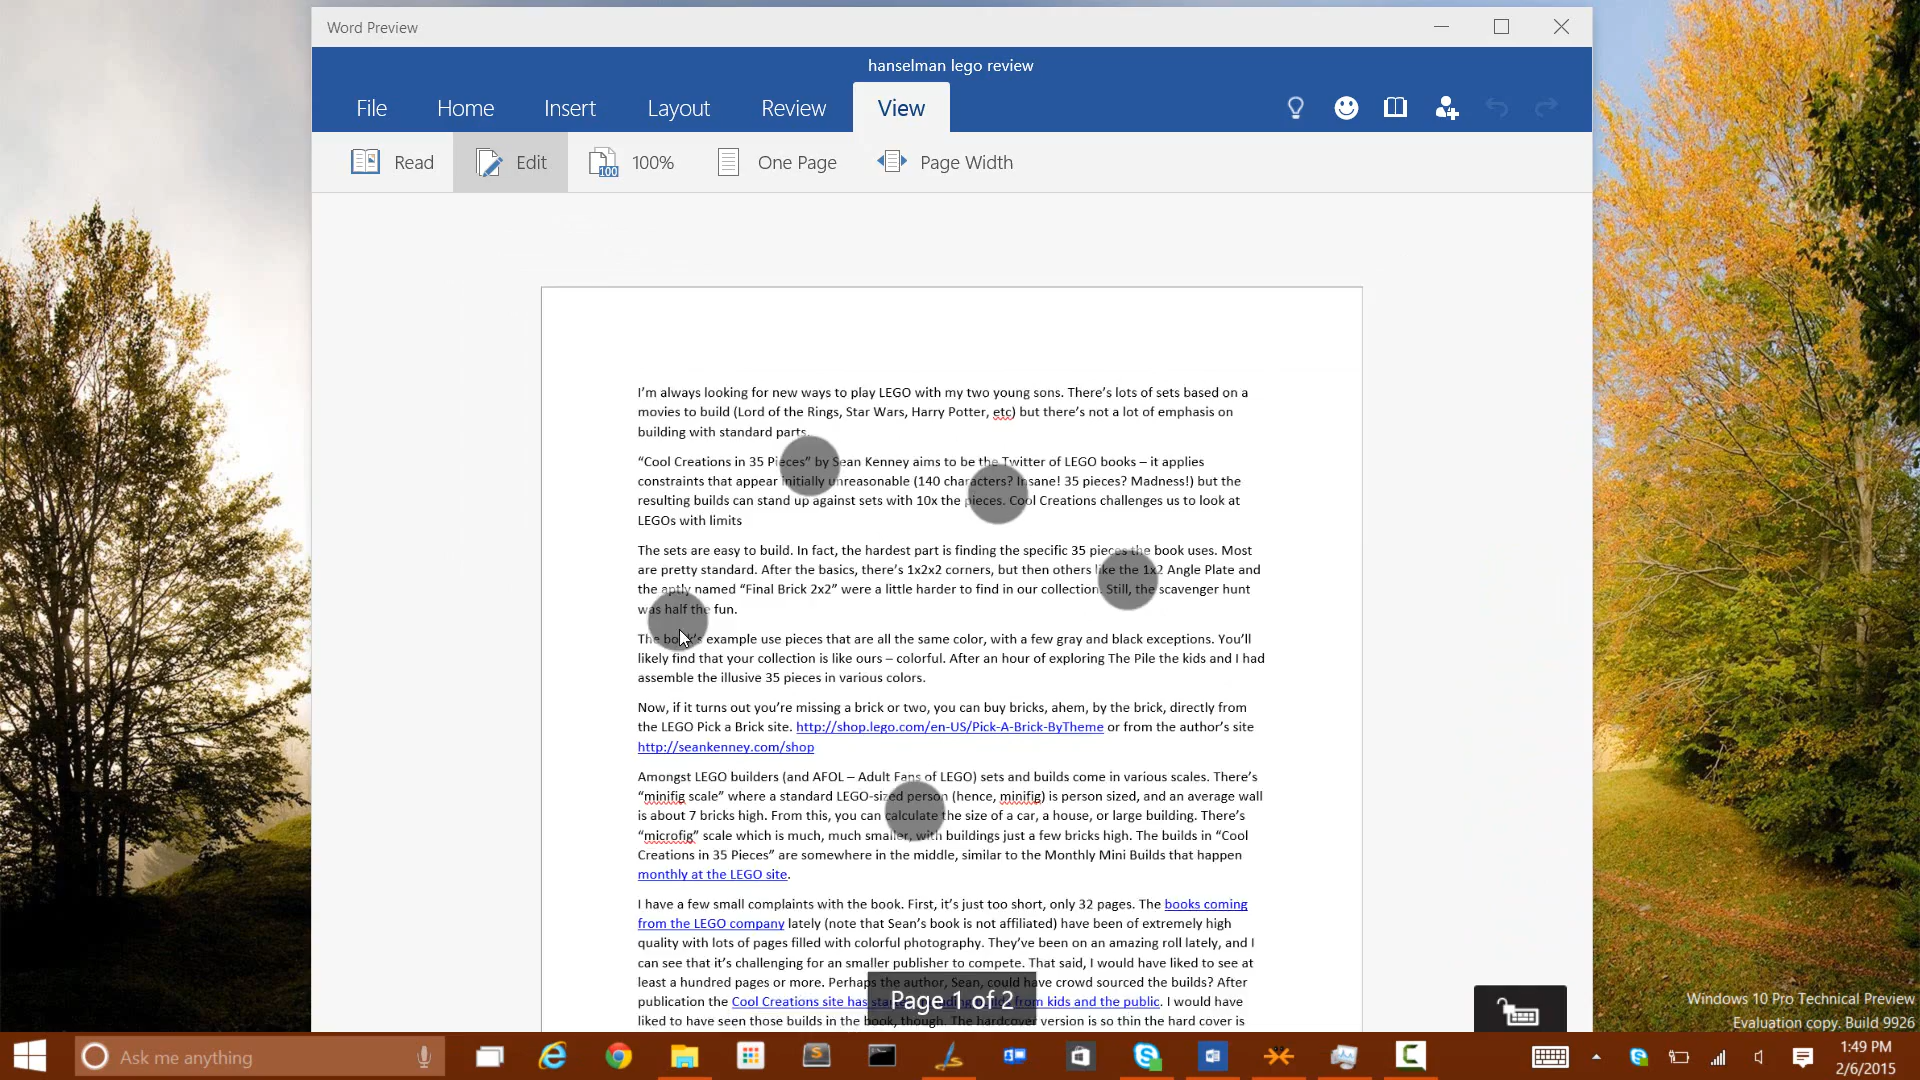 Word Preview
hanselman lego review
File Home Insert Layout Review View
Read Edit 100 100% One Page Page Width
I'm always looking for new ways to play LEGO with my two young sons. There's lots of sets based on a
movies to build (Lord of the Rings, Star Wars, Harry Potter, etc) but there's not a lot of emphasis on
building with standard parts.
“Cool Creations in 35 Pieces” by Sean Kenney aims to be the Twitter of LEGO books – it applies
constraints that appear initially unreasonable (140 characters? Insane! 35 pieces? Madness!) but the
resulting builds can stand up against sets with 10x the pieces. Cool Creations challenges us to look at
LEGOs with limits
The sets are easy to build. In fact, the hardest part is finding the specific 35 pieces the book uses. Most
are pretty standard. After the basics, there's 1x2x2 corners, but then others like the 1x2 Angle Plate and
the aptly named “Final Brick 2x2” were a little harder to find in our collection. Still, the scavenger hunt
was half the fun.
The book's example use pieces that are all the same color, with a few gray and black exceptions. You'll
likely find that your collection is like ours – colorful. After an hour of exploring The Pile the kids and I had
assemble the illusive 35 pieces in various colors.
Now, if it turns out you're missing a brick or two, you can buy bricks, ahem, by the brick, directly from
the LEGO Pick a Brick site. http://shop.lego.com/en-US/Pick-A-Brick-ByTheme or from the author's site
http://seankenney.com/shop
Amongst LEGO builders (and AFOL – Adult Fans of LEGO) sets and builds come in various scales. There's
“minifig scale” where a standard LEGO-sized person (hence, minifig) is person sized, and an average wall
is about 7 bricks high. From this, you can calculate the size of a car, a house, or large building. There's
“microfig” scale which is much, much smaller, with buildings just a few bricks high. The builds in “Cool
Creations in 35 Pieces” are somewhere in the middle, similar to the Monthly Mini Builds that happen
monthly at the LEGO site.
I have a few small complaints with the book. First, it's just too short, only 32 pages. The books coming
from the LEGO company lately (note that Sean's book is not affiliated) have been of extremely high
quality with lots of pages filled with colorful photography. They've been on an amazing roll lately, and I
can see that it's challenging for an smaller publisher to compete. That said, I would have liked to see at
least a hundred pages or more. Perhaps the author, Sean, could have crowd sourced the builds? After
publication the Cool Creations site has from kids and the public. I would have
Page 1 of 2
liked to have seen those builds in the book, though. The hardcover version is so thin the hard cover is
Windows 10 Pro Technical Preview
Evaluation copy. Build 9926
Ask me anything
1:49 PM
2/6/2015